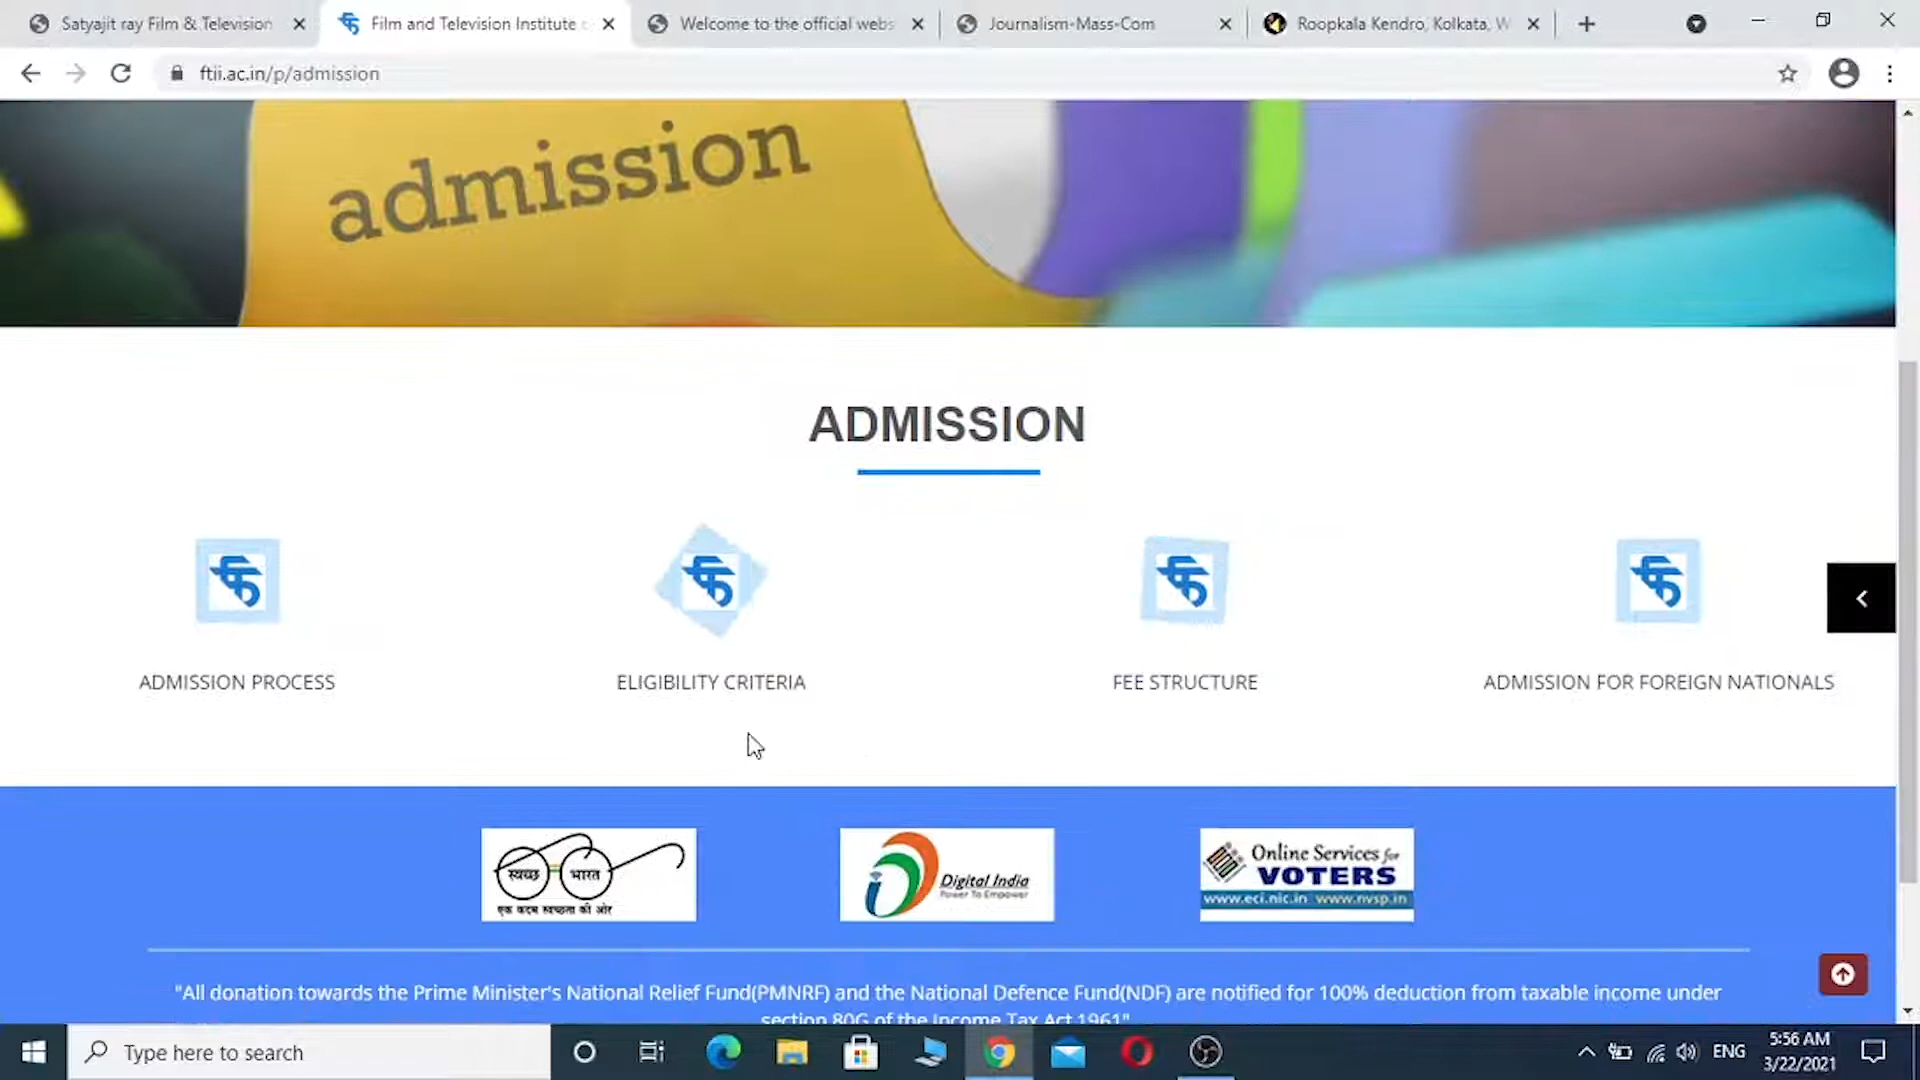 Satyajit ray Film & Television
Film and Television Institute o
Welcome to the official webs
Journalism-Mass-Com
Roopkala Kendro, Kolkata, W
ftii.ac.in/p/admission
admission
ADMISSION
ADMISSION PROCESS
ELIGIBILITY CRITERIA
FEE STRUCTURE
ADMISSION FOR FOREIGN NATIONALS
स्वच्छ भारत
एक कदम स्वच्छता की ओर
Digital India
Power To Empower
Online Services for
VOTERS
www.eci.nic.in www.nvsp.in
"All donation towards the Prime Minister's National Relief Fund(PMNRF) and the National Defence Fund(NDF) are notified for 100% deduction from taxable income under
section 80G of the Income Tax Act 1961"
Type here to search
ENG
5:56 AM
3/22/2021